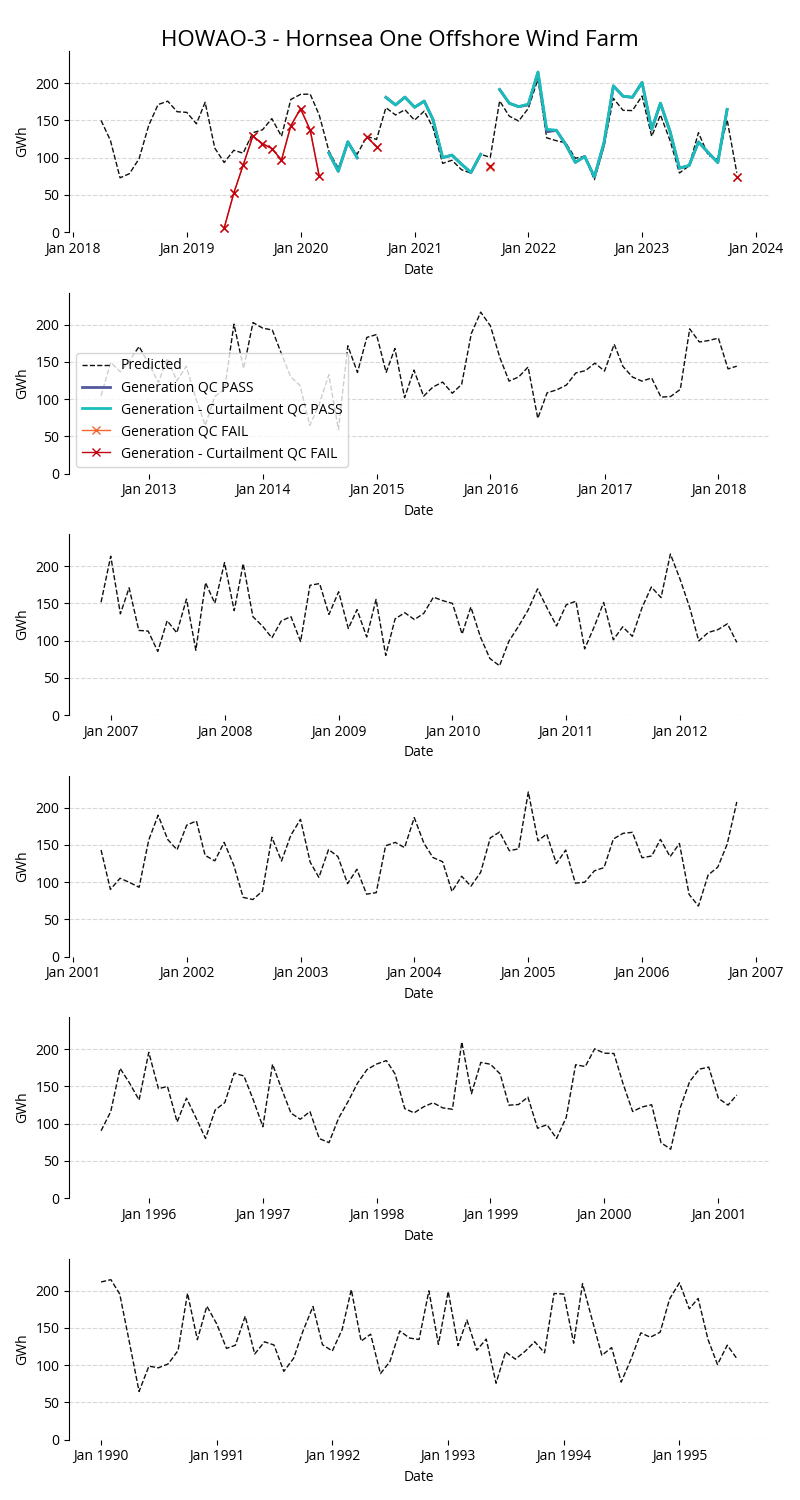 HOWAO-3 - Hornsea One Offshore Wind Farm
200
150
100
50
0
GWh
Jan 2018 Jan 2019 Jan 2020 Jan 2021 Jan 2022 Jan 2023 Jan 2024
Date
200
150
100
50
0
GWh
Predicted
Generation QC PASS
Generation - Curtailment QC PASS
Generation QC FAIL
Generation - Curtailment QC FAIL
Jan 2013 Jan 2014 Jan 2015 Jan 2016 Jan 2017 Jan 2018
Date
200
150
100
50
0
GWh
Jan 2007 Jan 2008 Jan 2009 Jan 2010 Jan 2011 Jan 2012
Date
200
150
100
50
0
GWh
Jan 2001 Jan 2002 Jan 2003 Jan 2004 Jan 2005 Jan 2006 Jan 2007
Date
200
150
100
50
0
GWh
Jan 1996 Jan 1997 Jan 1998 Jan 1999 Jan 2000 Jan 2001
Date
200
150
100
50
0
GWh
Jan 1990 Jan 1991 Jan 1992 Jan 1993 Jan 1994 Jan 1995
Date